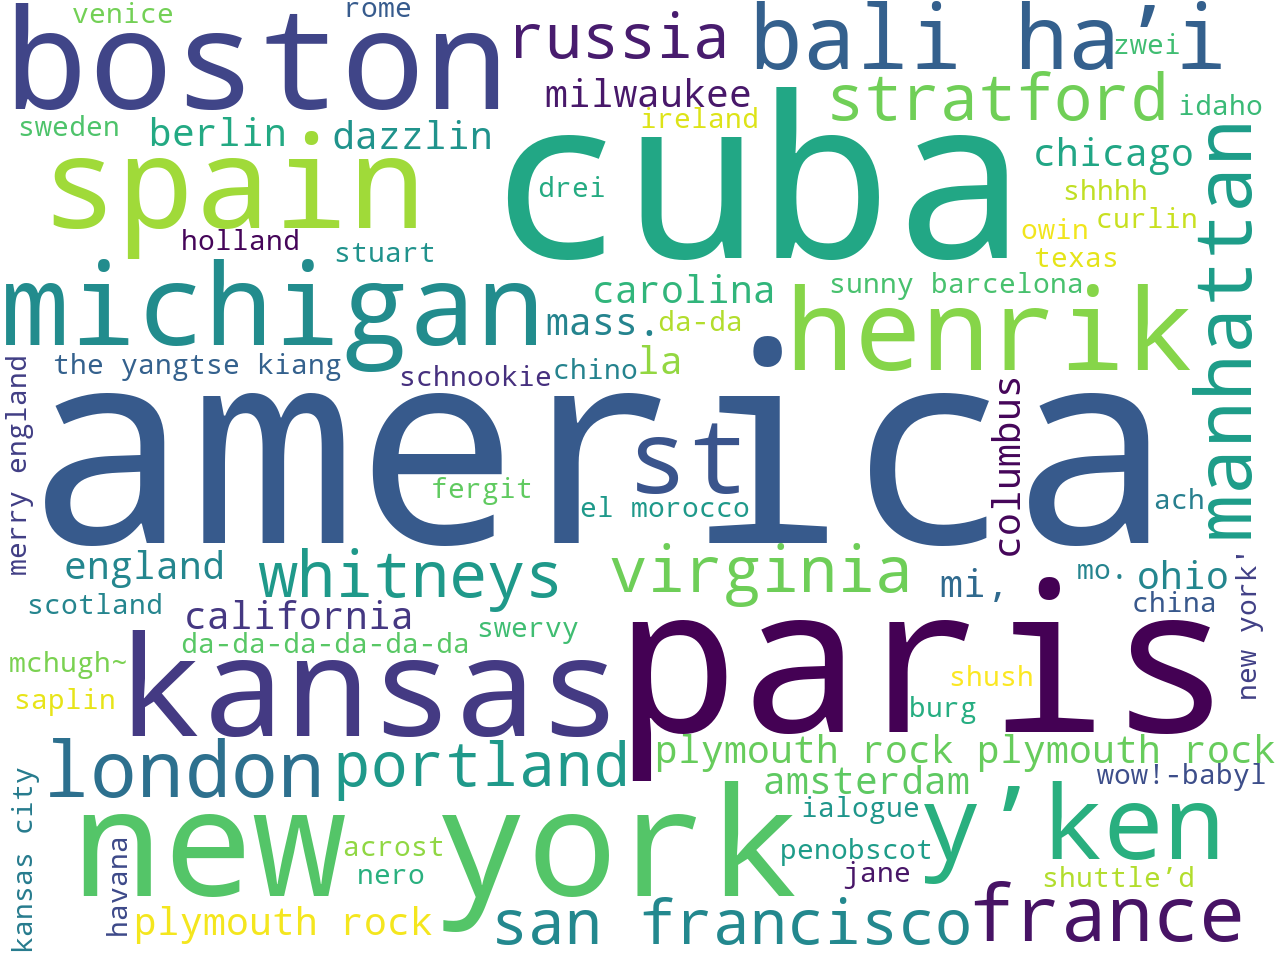 venice
rome
boston
russia
bali ha’i
zwei
milwaukee
stratford
idaho
sweden
berlin
dazzlin
ireland
cuba
chicago
manhattan
spain
drei
shhhh
curlin
owin
holland
stuart
texas
michigan
carolina
sunny barcelona
henrik
mass.
da-da
the yangtse kiang
schnookie
chino
la
merry england
america
columbus
st
fergit
el morocco
ach
england
whitneys
virginia
mi,
mo.
ohio
scotland
california
china
new york'
da-da-da-da-da-da
swervy
kansas
paris
mchugh~
saplin
shush
burg
london
portland
plymouth rock plymouth rock
amsterdam
wow!-babyl
kansas city
new york
ialogue
y’ken
havana
acrost
penobscot
nero
jane
shuttle’d
plymouth rock
san francisco
france